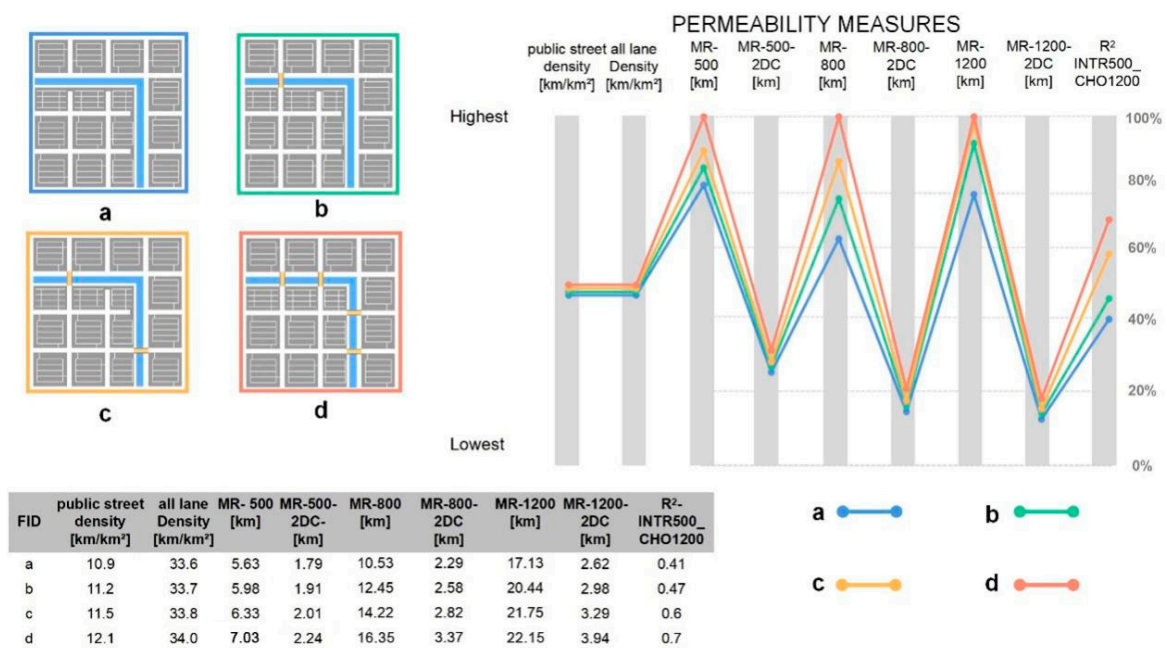 PERMEABILITY MEASURES
public street all lane MR- MR-500- MR- MR-800- MR- MR-1200- R²
density Density 500 2DC 800 2DC 1200 2DC INTR500_
[km/km²] [km/km²] [km] [km] [km] [km] [km] [km] CHO1200
Highest
100%
80%
60%
40%
20%
Lowest
0%
a
b
c
d
FID public street all lane MR- 500 MR-500- MR-800 MR-800- MR-1200 MR-1200- R²-
density Density [km] 2DC- [km] 2DC [km] 2DC INTR500_
[km/km²] [km/km²] [km] [km] [km] CHO1200
a 10.9 33.6 5.63 1.79 10.53 2.29 17.13 2.62 0.41
b 11.2 33.7 5.98 1.91 12.45 2.58 20.44 2.98 0.47
c 11.5 33.8 6.33 2.01 14.22 2.82 21.75 3.29 0.6
d 12.1 34.0 7.03 2.24 16.35 3.37 22.15 3.94 0.7
a
b
c
d